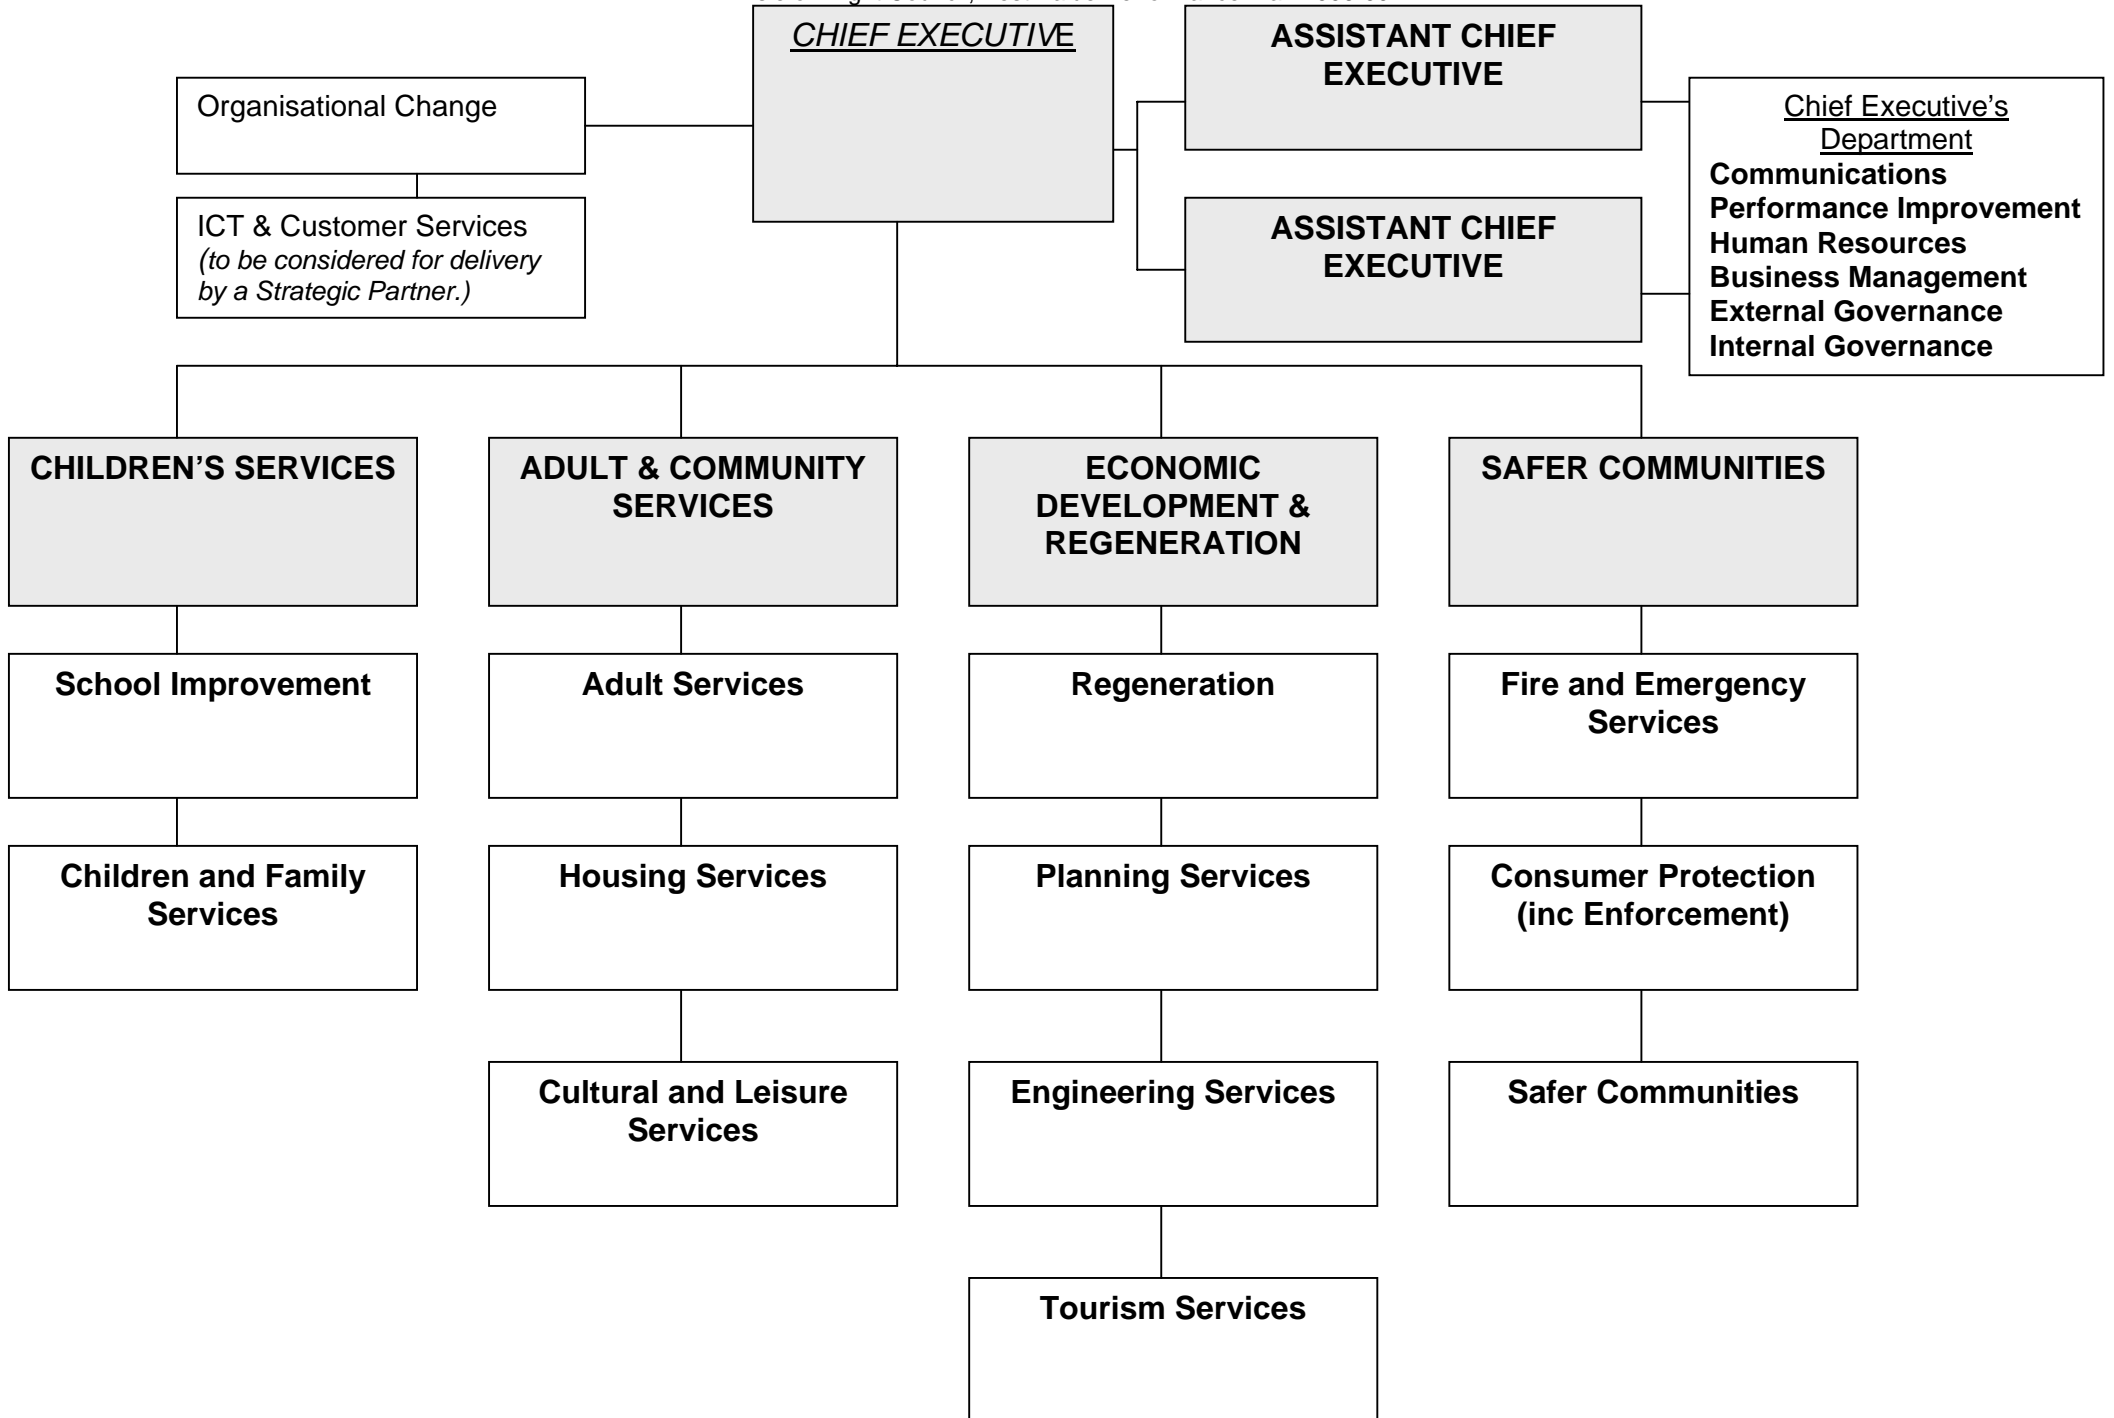 CHIEF EXECUTIVE
ASSISTANT CHIEF
EXECUTIVE
Organisational Change
Chief Executive’s
Department
Communications
Performance Improvement
Human Resources
Business Management
External Governance
Internal Governance
ICT & Customer Services
(to be considered for delivery
by a Strategic Partner.)
ASSISTANT CHIEF
EXECUTIVE
CHILDREN’S SERVICES
ADULT & COMMUNITY
SERVICES
ECONOMIC
DEVELOPMENT &
REGENERATION
SAFER COMMUNITIES
School Improvement
Adult Services
Regeneration
Fire and Emergency
Services
Children and Family
Services
Housing Services
Planning Services
Consumer Protection
(inc Enforcement)
Cultural and Leisure
Services
Engineering Services
Safer Communities
Tourism Services